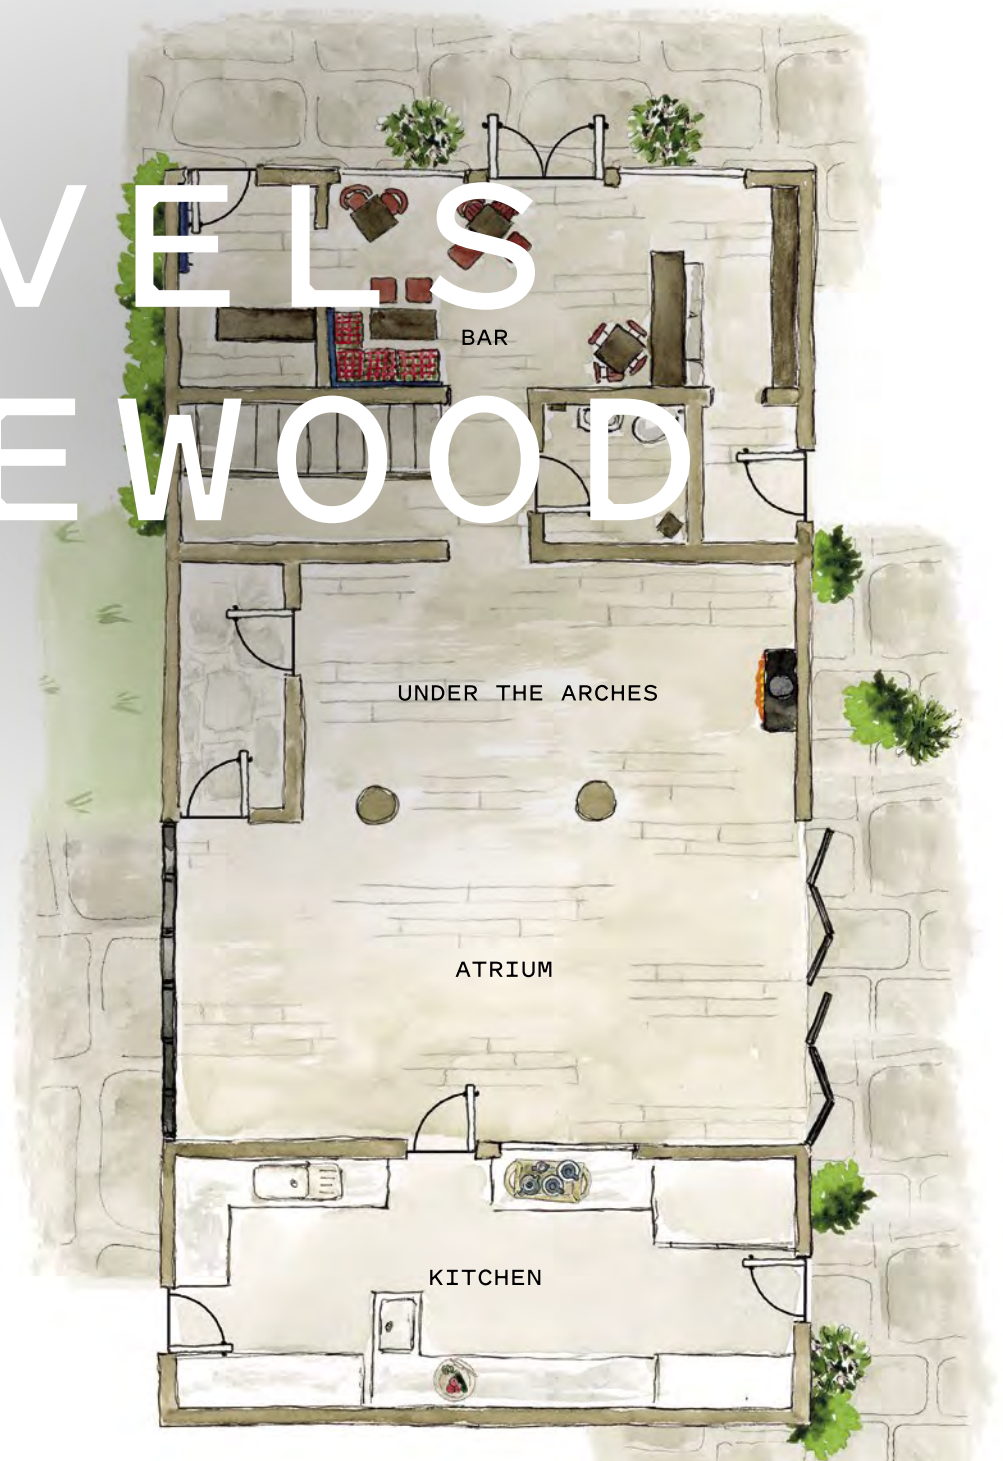 VELS
BAR
EWOOD
UNDER THE ARCHES
ATRIUM
KITCHEN